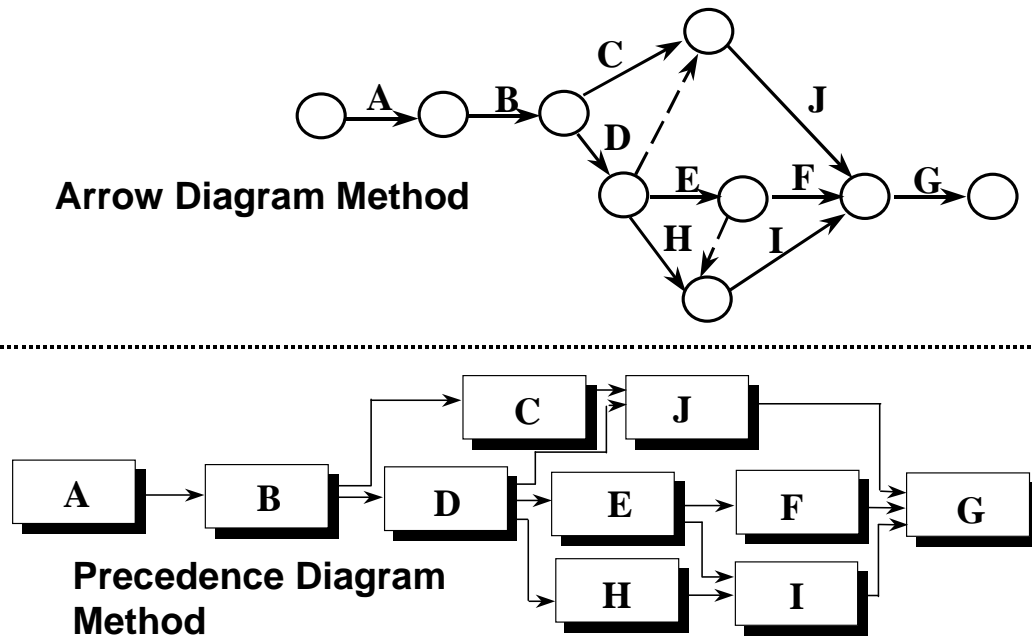 C
A
B
J
D
Arrow Diagram Method
E
F
G
H
I
C
J
A
B
D
E
F
G
Precedence Diagram
Method
H
I